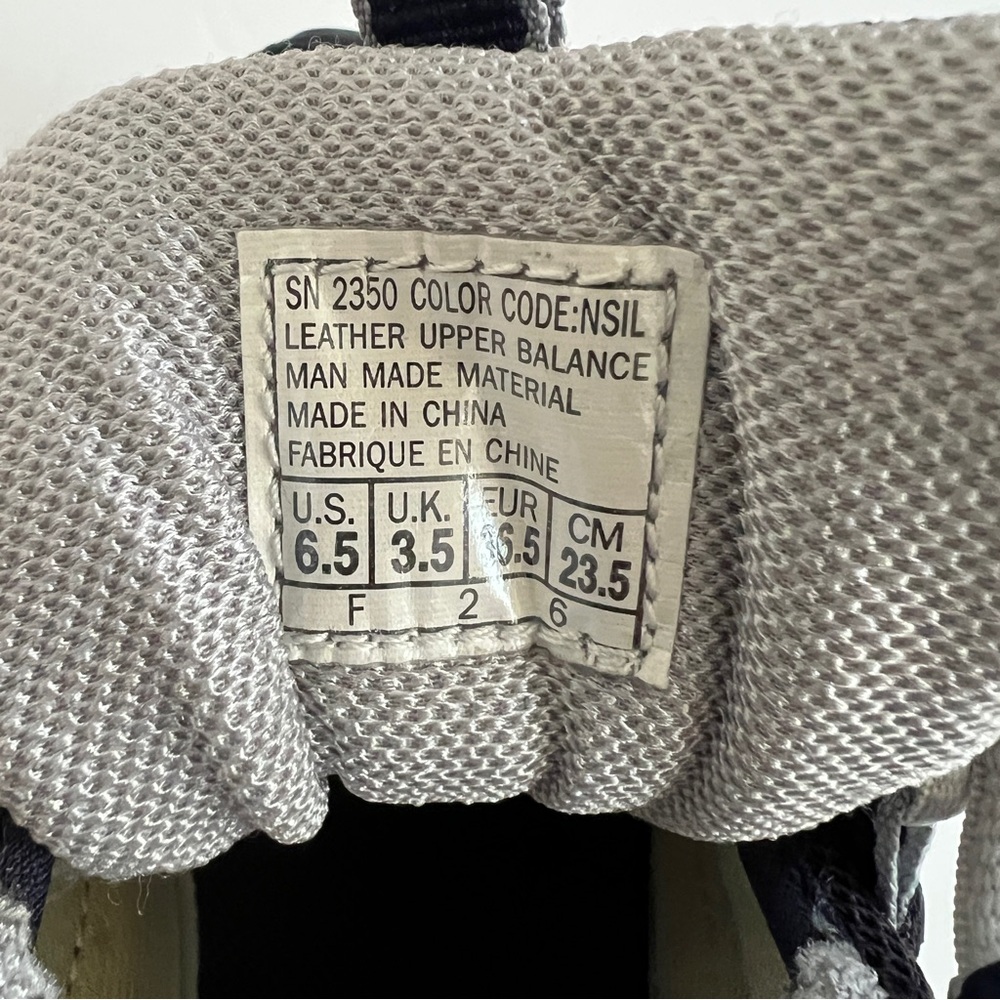 SN 2350 COLOR CODE:NSIL
LEATHER UPPER BALANCE
MAN MADE MATERIAL
MADE IN CHINA
FABRIQUE EN CHINE
U.S. U.K. EUR CM
6.5 3.5 36.5 23.5
F 2 6